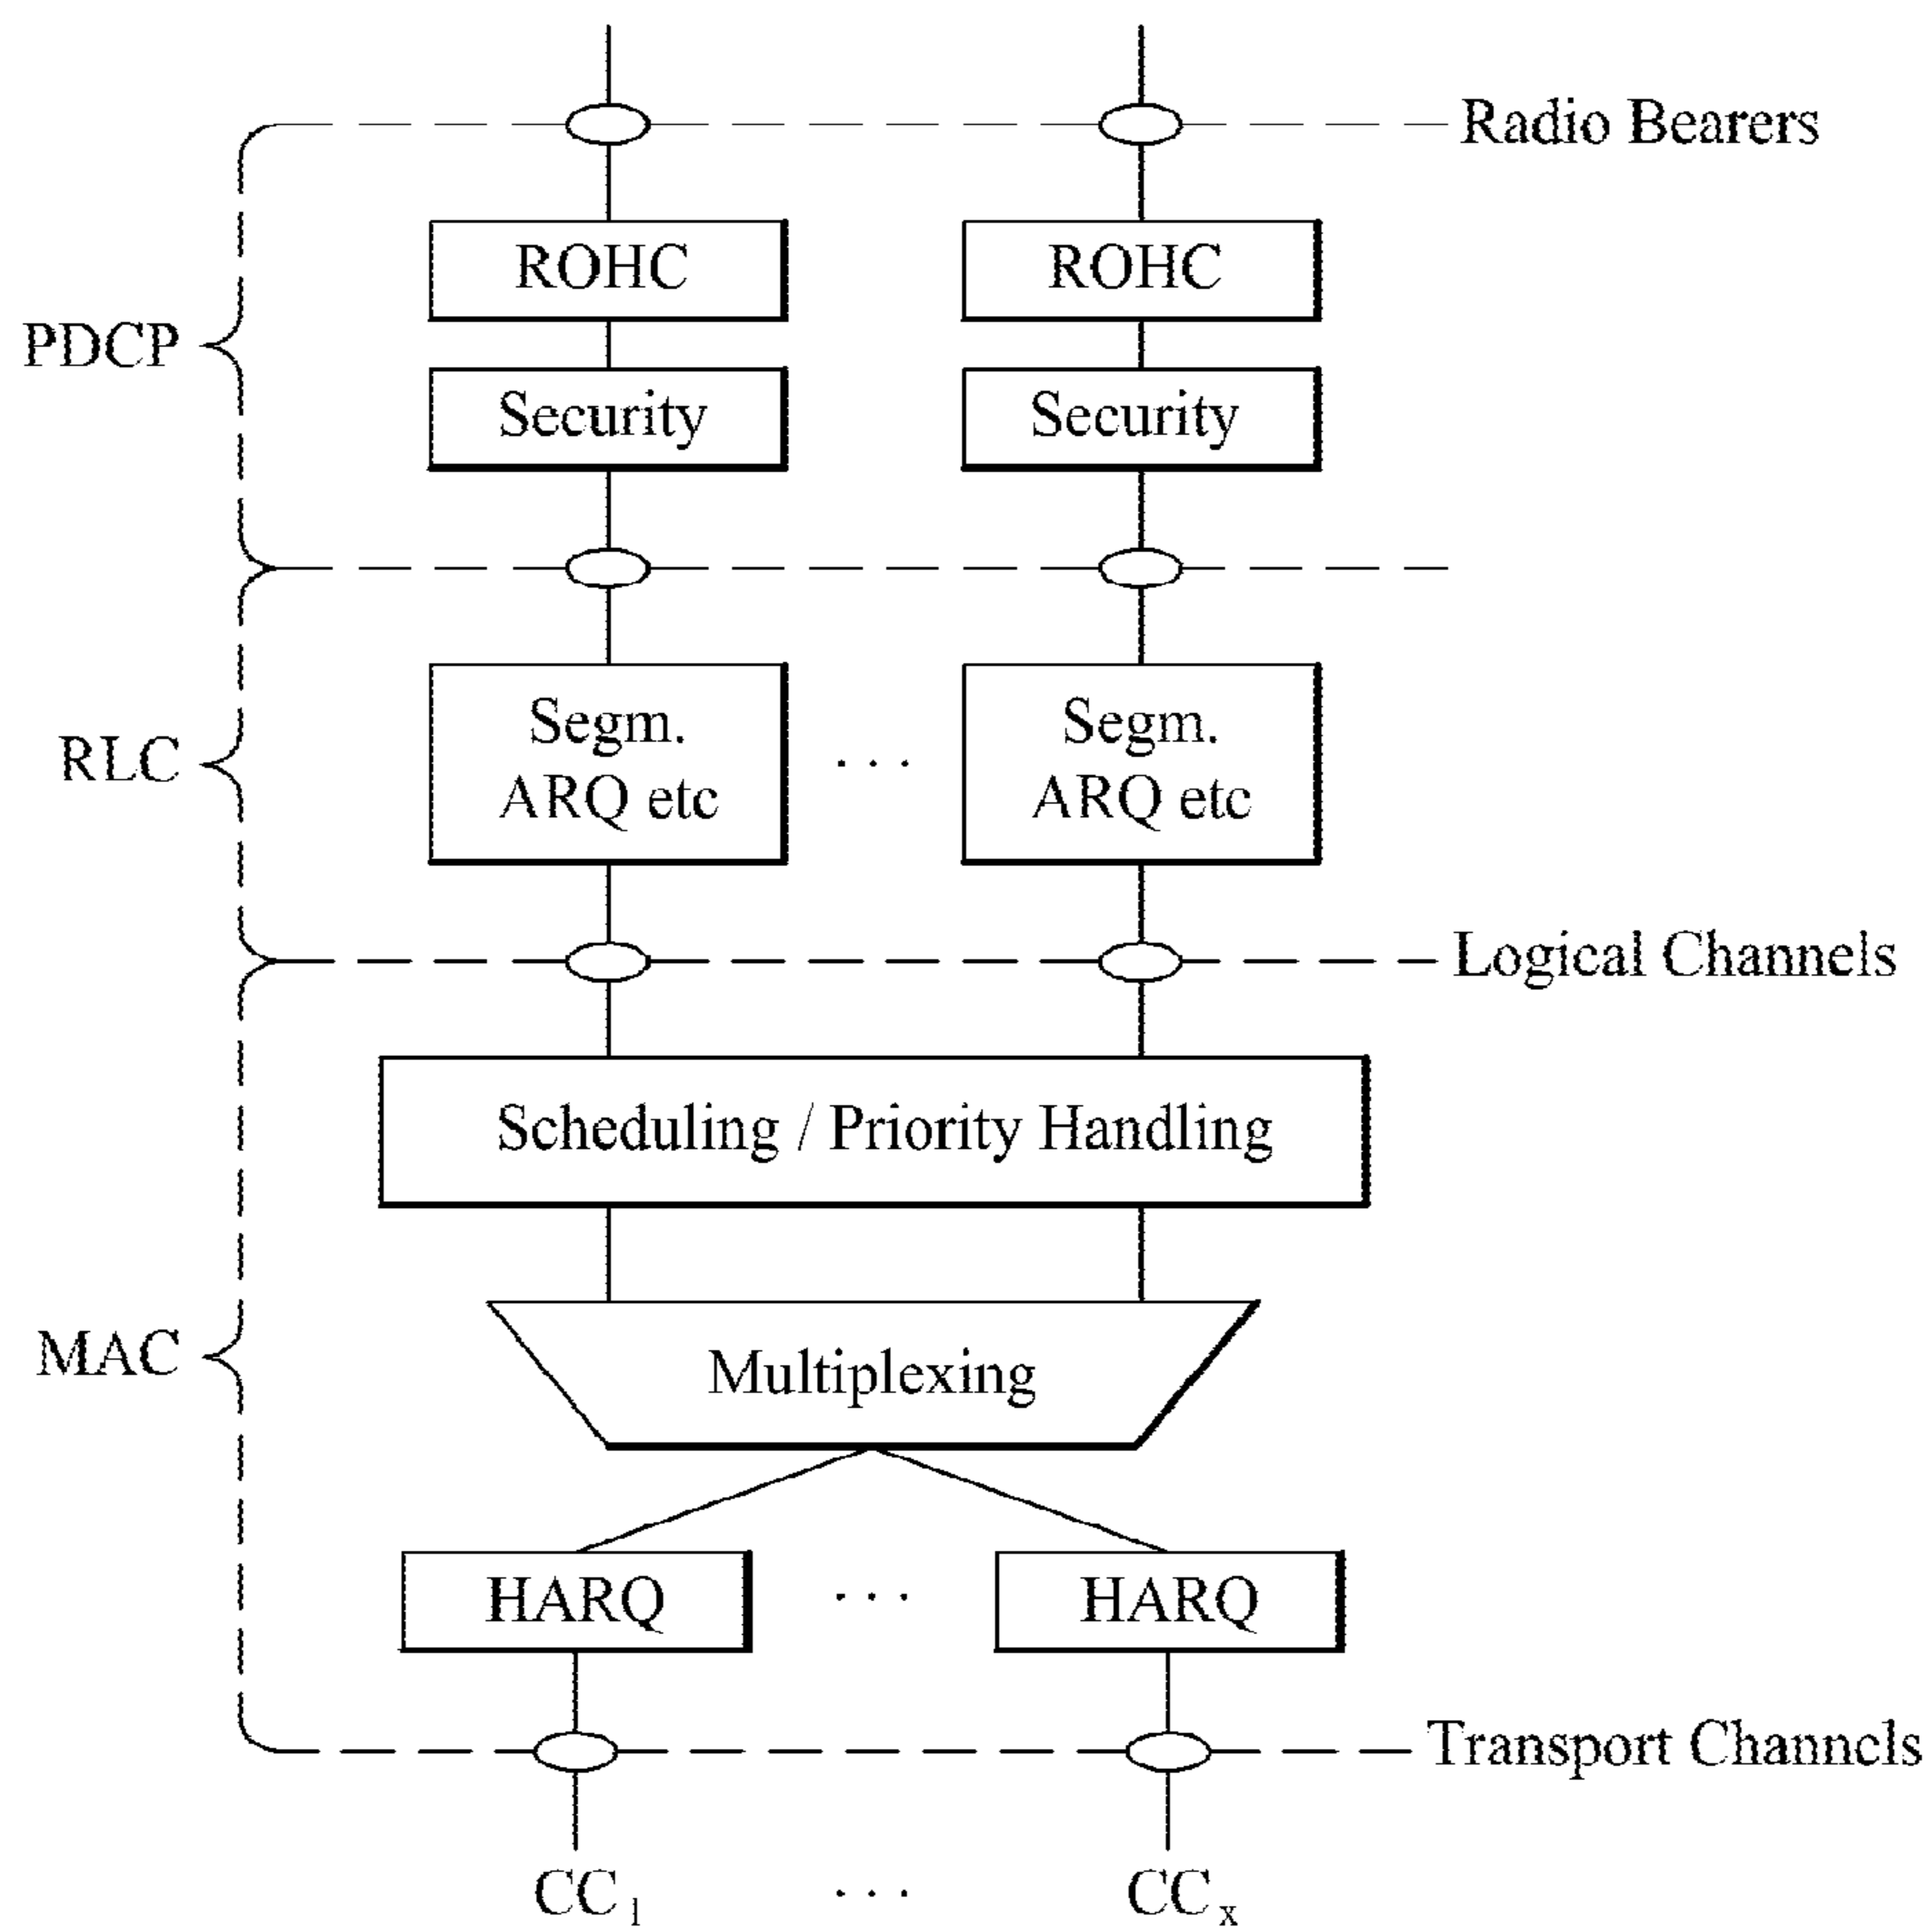 Radio Bearers
ROHC
ROHC
PDCP
Security
Security
Segm.
ARQ etc
Segm.
ARQ etc
RLC
. . .
Logical Channels
Scheduling / Priority Handling
MAC
Multiplexing
HARQ
. . .
HARQ
Transport Channels
CC1
. . .
CCx